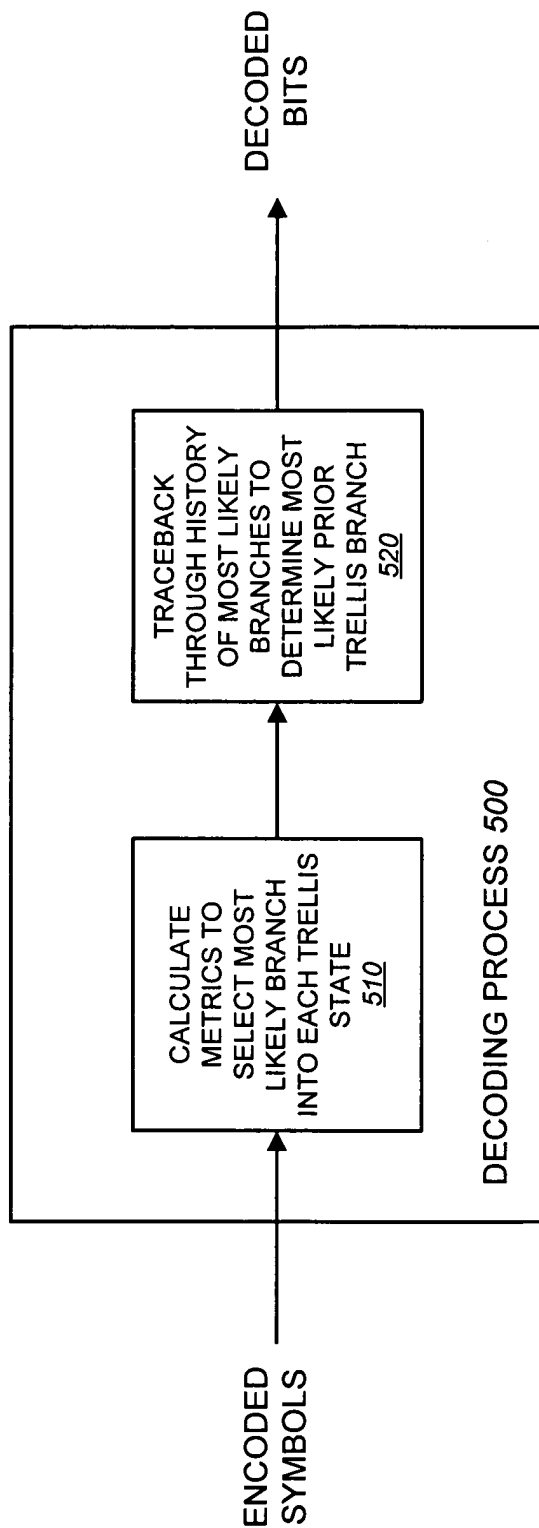 ENCODED
SYMBOLS
CALCULATE
METRICS TO
SELECT MOST
LIKELY BRANCH
INTO EACH TRELLIS
STATE
510
TRACEBACK
THROUGH HISTORY
OF MOST LIKELY
BRANCHES TO
DETERMINE MOST
LIKELY PRIOR
TRELLIS BRANCH
520
DECODED
BITS
DECODING PROCESS 500